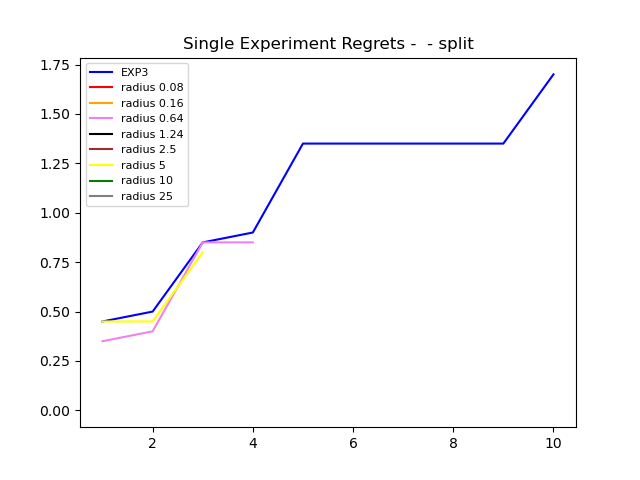 Single Experiment Regrets -  - split
1.75
1.50
1.25
1.00
0.75
0.50
0.25
0.00
EXP3
radius 0.08
radius 0.16
radius 0.64
radius 1.24
radius 2.5
radius 5
radius 10
radius 25
2 4 6 8 10